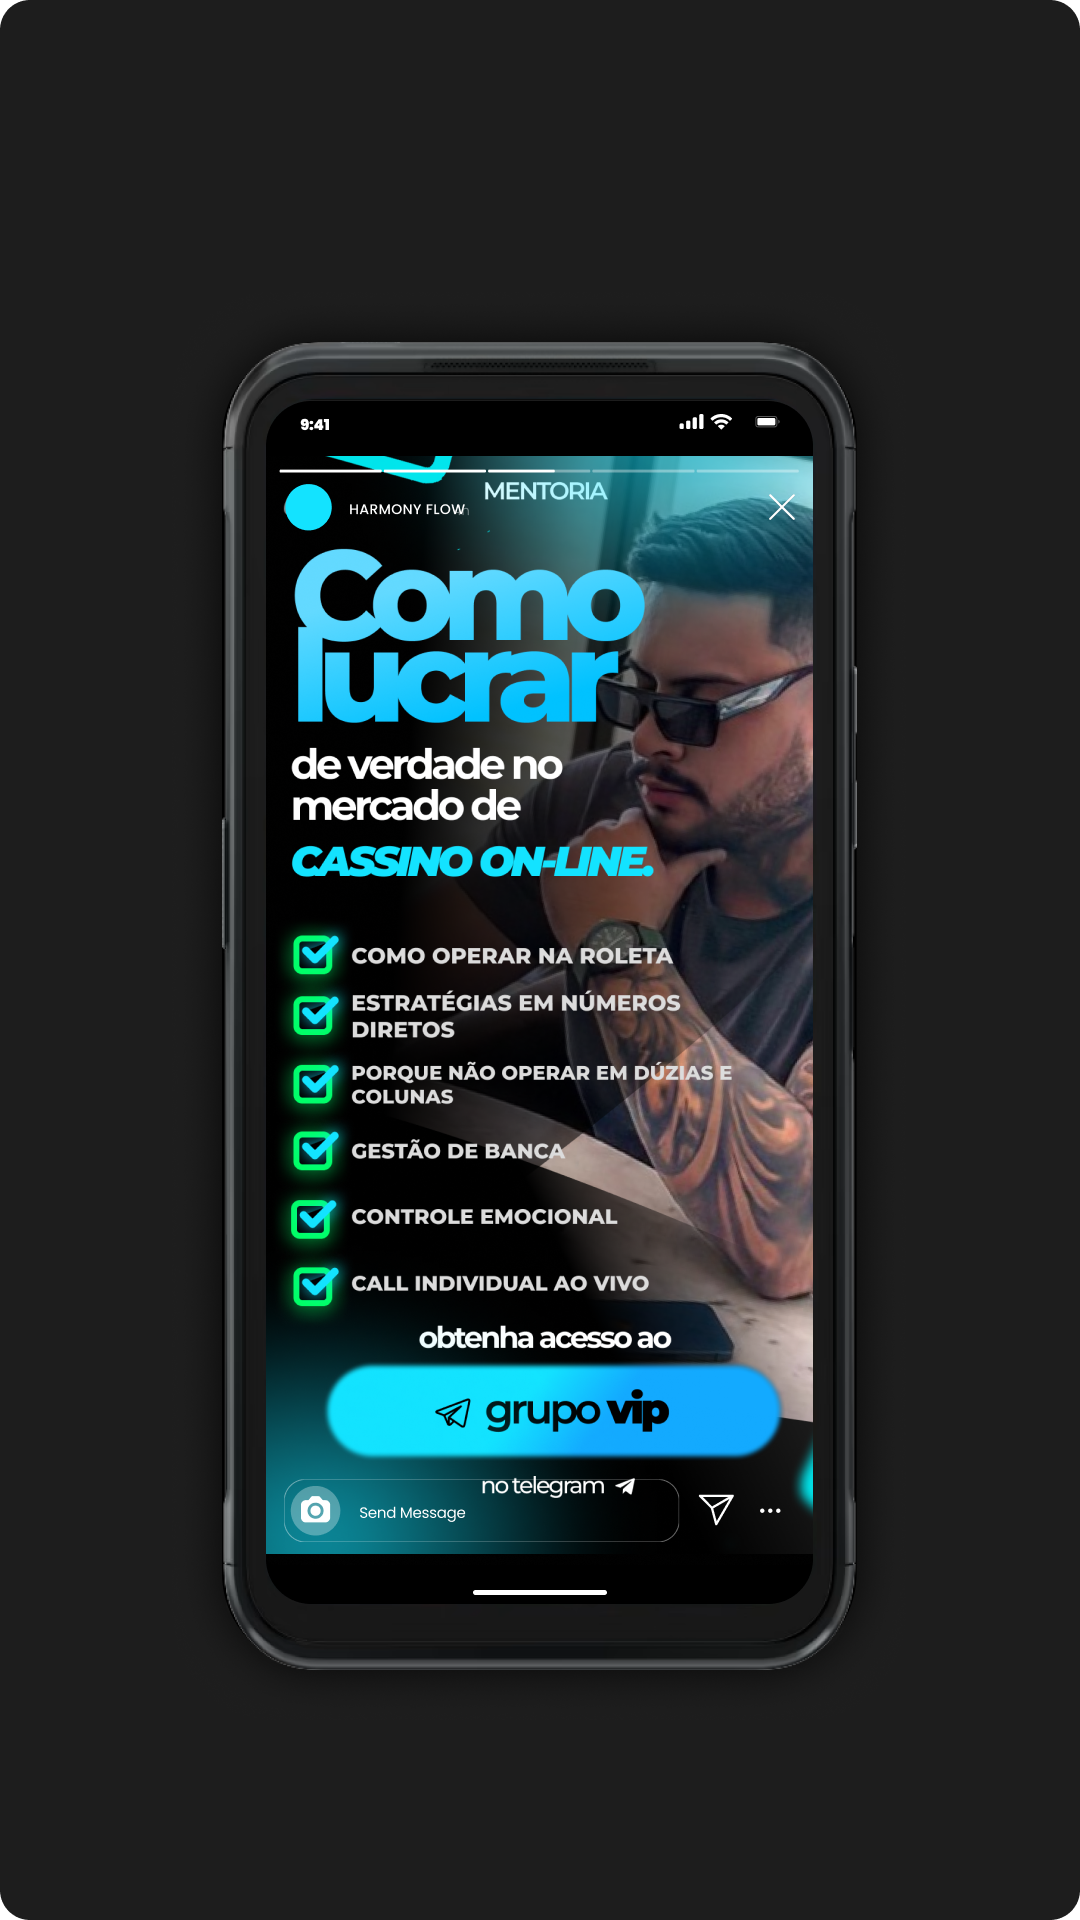 9:41
MENTORIA
HARMONY FLOW
Como
lucrar
de verdade no
mercado de
CASSINO ON-LINE.
COMO OPERAR NA ROLETA
ESTRATÉGIAS EM NÚMEROS
DIRETOS
PORQUE NÃO OPERAR EM DÚZIAS E
COLUNAS
GESTÃO DE BANCA
CONTROLE EMOCIONAL
CALL INDIVIDUAL AO VIVO
obtenha acesso ao
grupo vip
no telegram
Send Message